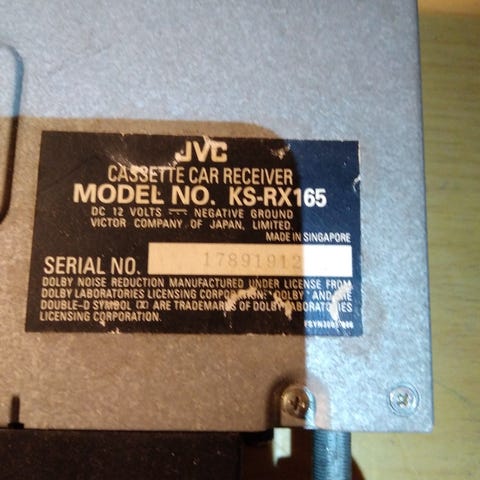 JVC
CASSETTE CAR RECEIVER
MODEL NO. KS-RX165
DC 12 VOLTS ⎓ NEGATIVE GROUND
VICTOR COMPANY OF JAPAN, LIMITED.
MADE IN SINGAPORE
SERIAL NO. 17891912
DOLBY NOISE REDUCTION MANUFACTURED UNDER LICENSE FROM
DOLBY LABORATORIES LICENSING CORPORATION. "DOLBY" AND THE
DOUBLE-D SYMBOL ARE TRADEMARKS OF DOLBY LABORATORIES
LICENSING CORPORATION.